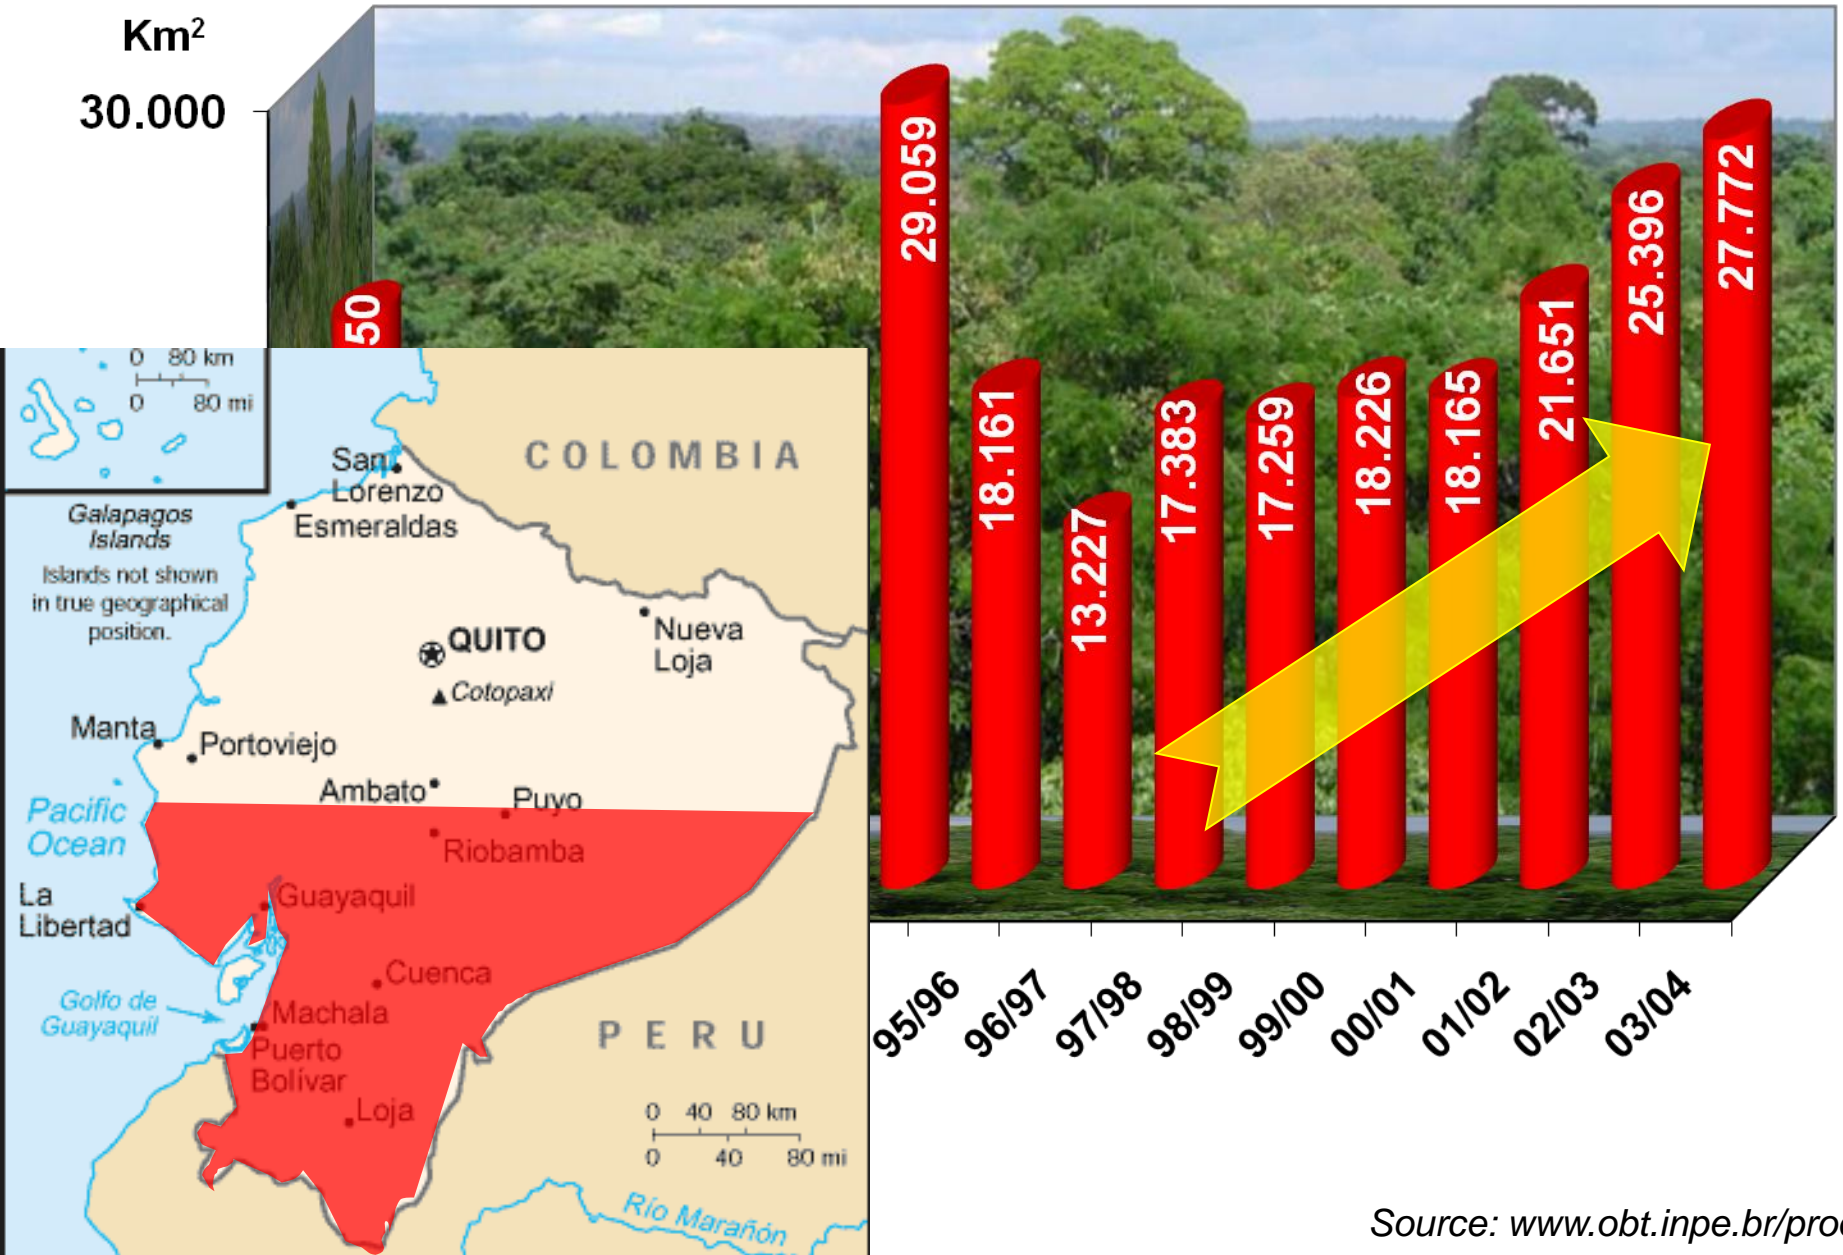 Km²
30.000
50
29.059
18.161
13.227
17.383
17.259
18.226
18.165
21.651
25.396
27.772
95/96
96/97
97/98
98/99
99/00
00/01
01/02
02/03
03/04
0 80 km
0 80 mi
Galapagos
Islands
Islands not shown
in true geographical
position.
COLOMBIA
San
Lorenzo
Esmeraldas
QUITO
Cotopaxi
Nueva
Loja
Manta
Portoviejo
Ambato
Puyo
Pacific
Ocean
Riobamba
La
Libertad
Guayaquil
Cuenca
Golfo de
Guayaquil
Machala
Puerto
Bolívar
Loja
PERU
0 40 80 km
0 40 80 mi
Río Marañón
Source: www.obt.inpe.br/pro